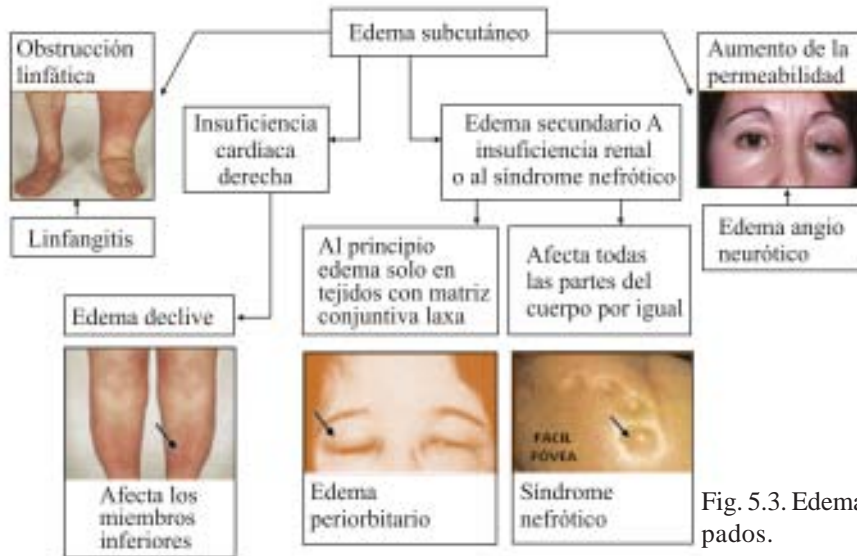 Edema subcutáneo
Obstrucción
linfática
Aumento de la
permeabilidad
Insuficiencia
cardíaca
derecha
Edema secundario A
insuficiencia renal
o al síndrome nefrótico
Linfangitis
Edema angio
neurótico
Al principio
edema solo en
tejidos con matriz
conjuntiva laxa
Afecta todas
las partes del
cuerpo por igual
Edema declive
FÁCIL
FÓVEA
Afecta los
miembros
inferiores
Edema
periorbitario
Síndrome
nefrótico
Fig. 5.3. Edema
pados.